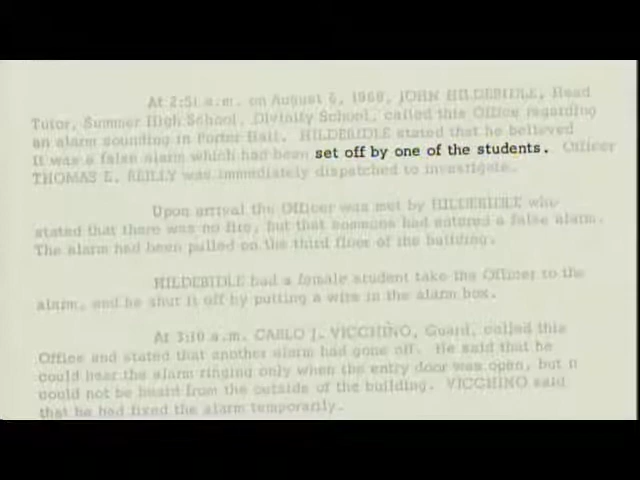 At 2:51 a.m. on August 6, 1968, JOHN HILDEBIDLE, Head
Tutor, Summer High School, Divinity School, called this Office regarding
an alarm sounding in Porter Hall. HILDEBIDLE stated that he believed
it was a false alarm which had been set off by one of the students. Officer
THOMAS E. REILLY was immediately dispatched to investigate.
Upon arrival the Officer was met by HILDEBIDLE who
stated that there was no fire, but that someone had entered a false alarm.
The alarm had been pulled on the third floor of the building.
HILDEBIDLE had a female student take the Officer to the
alarm, and he shut it off by putting a wire in the alarm box.
At 3:10 a.m. CARLO J. VICCHINO, Guard, called this
Office and stated that another alarm had gone off. He said that he
could hear the alarm ringing only when the entry door was open, but it
could not be heard from the outside of the building. VICCHINO said
that he had fixed the alarm temporarily.